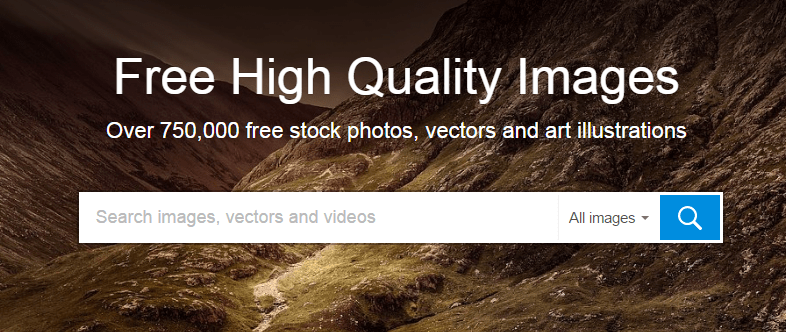 Free High Quality Images
Over 750,000 free stock photos, vectors and art illustrations
Search images, vectors and videos
All images